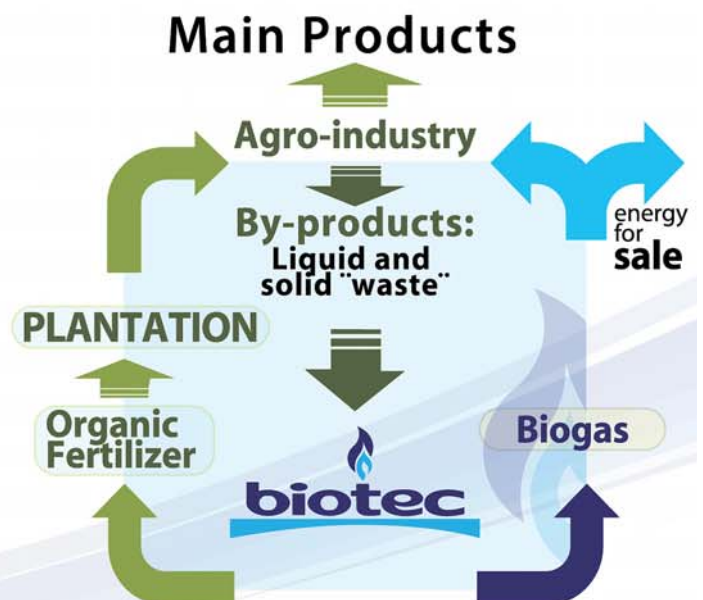 Main Products
Agro-industry
By-products:
Liquid and
solid ¨waste¨
energy
for
sale
PLANTATION
Organic
Fertilizer
Biogas
biotec